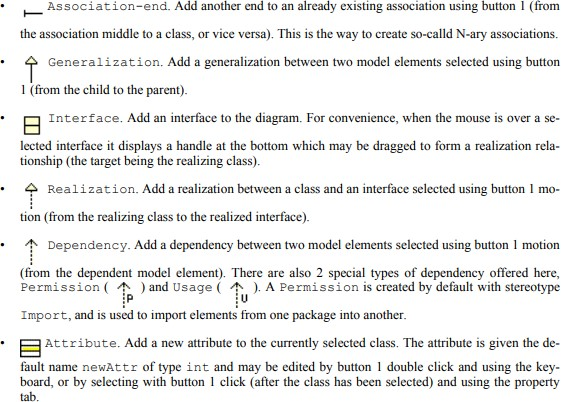 • Association-end. Add another end to an already existing association using button 1 (from
the association middle to a class, or vice versa). This is the way to create so-calld N-ary associations.
• Generalization. Add a generalization between two model elements selected using button
1 (from the child to the parent).
• Interface. Add an interface to the diagram. For convenience, when the mouse is over a se-
lected interface it displays a handle at the bottom which may be dragged to form a realization rela-
tionship (the target being the realizing class).
• Realization. Add a realization between a class and an interface selected using button 1 mo-
tion (from the realizing class to the realized interface).
• Dependency. Add a dependency between two model elements selected using button 1 motion
(from the dependent model element). There are also 2 special types of dependency offered here,
Permission ( P ) and Usage ( U ). A Permission is created by default with stereotype
Import, and is used to import elements from one package into another.
• Attribute. Add a new attribute to the currently selected class. The attribute is given the de-
fault name newAttr of type int and may be edited by button 1 double click and using the key-
board, or by selecting with button 1 click (after the class has been selected) and using the property
tab.